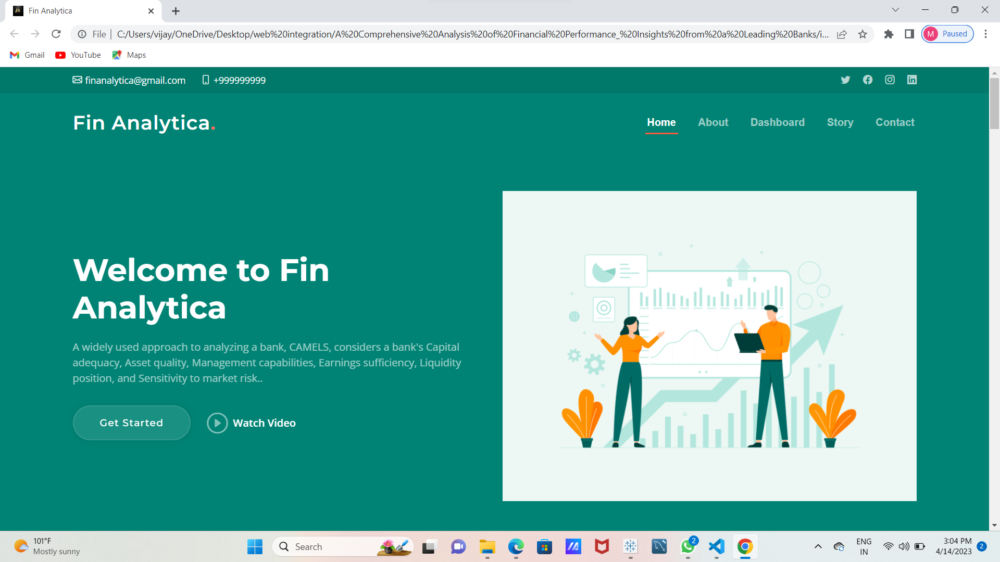 Fin Analytica
File | C:/Users/vijay/OneDrive/Desktop/web%20integration/A%20Comprehensive%20Analysis%20of%20Financial%20Performance_%20Insights%20from%20a%20Leading%20Banks/i...
M Paused
Gmail YouTube Maps
finanalytica@gmail.com +999999999
Fin Analytica.
Home About Dashboard Story Contact
Welcome to Fin
Analytica
A widely used approach to analyzing a bank, CAMELS, considers a bank's Capital
adequacy, Asset quality, Management capabilities, Earnings sufficiency, Liquidity
position, and Sensitivity to market risk..
Get Started Watch Video
101°F
Mostly sunny
Search
2
ENG
IN
3:04 PM
4/14/2023
2